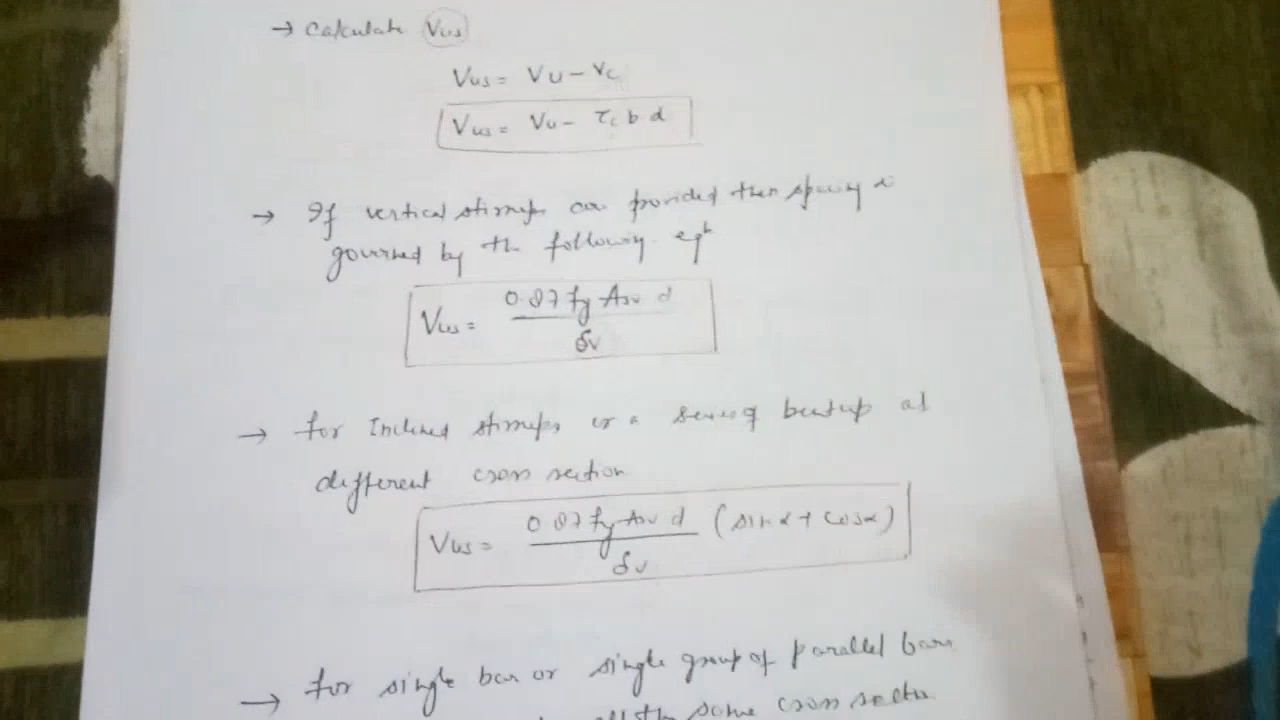 → Calculate Vus
Vus = Vu - Vc
Vus = Vu - τc b d
→ If vertical stirrups are provided then spacing is
governed by the following eqn
Vus = 0.87 fy Asv d / Sv
→ for Inclined stirrups or a series of bentup at
different cross section
Vus = 0.87 fy Asv d / Sv (sinα + cosα)
→ for single bar or single group of parallel bars
all the same cross section